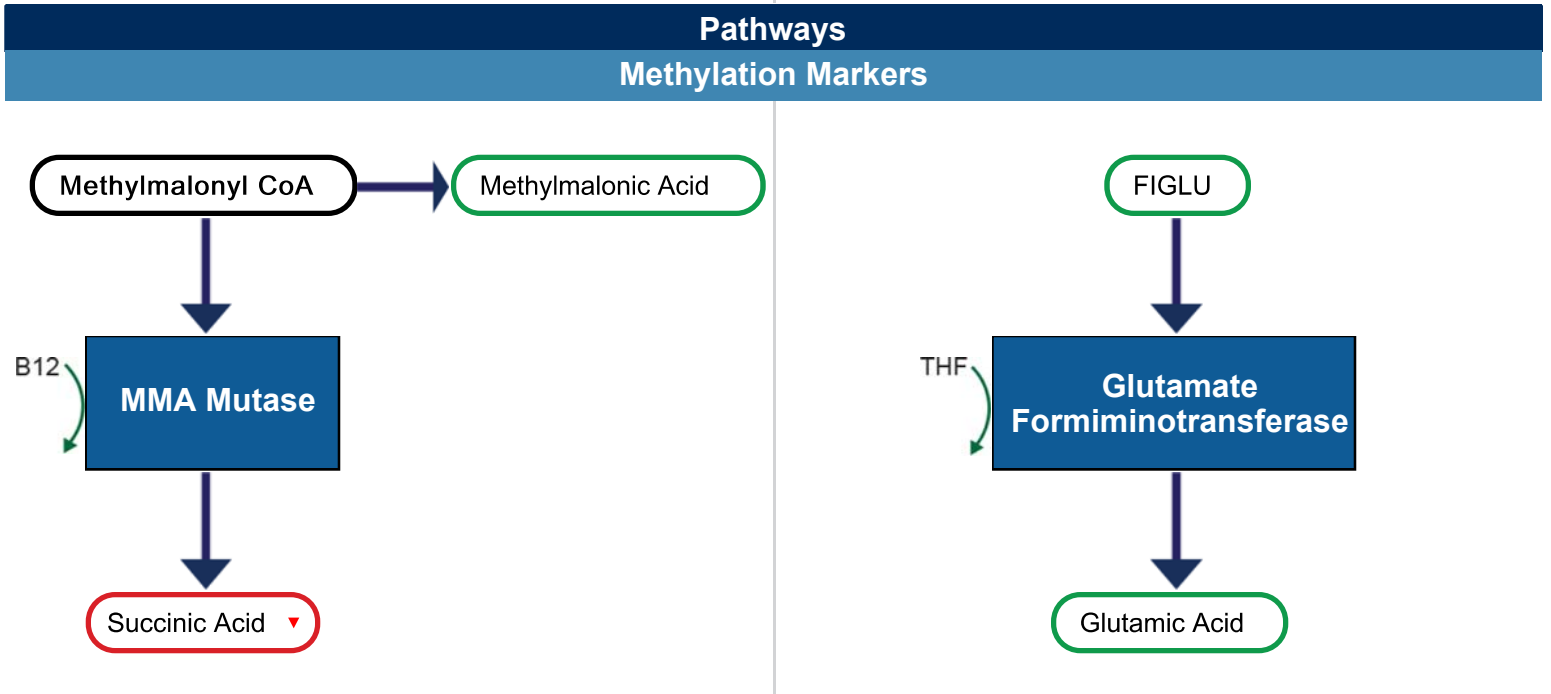 Pathways
Methylation Markers
Methylmalonyl CoA
Methylmalonic Acid
B12
MMA Mutase
Succinic Acid ▼
FIGLU
THF
Glutamate
Formiminotransferase
Glutamic Acid